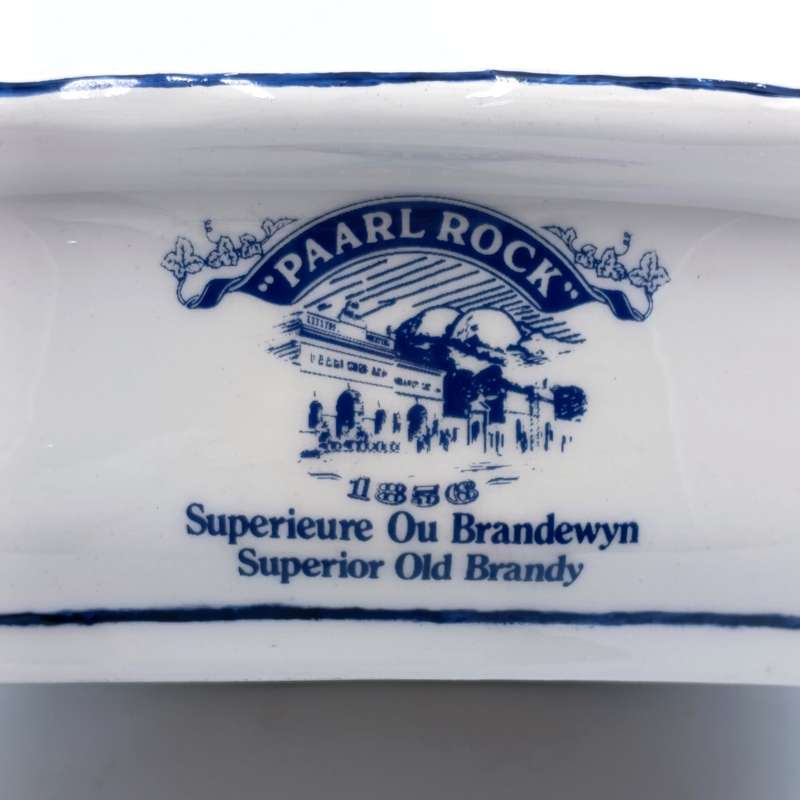 "PAARL ROCK"
1856
Superieure Ou Brandewyn
Superior Old Brandy